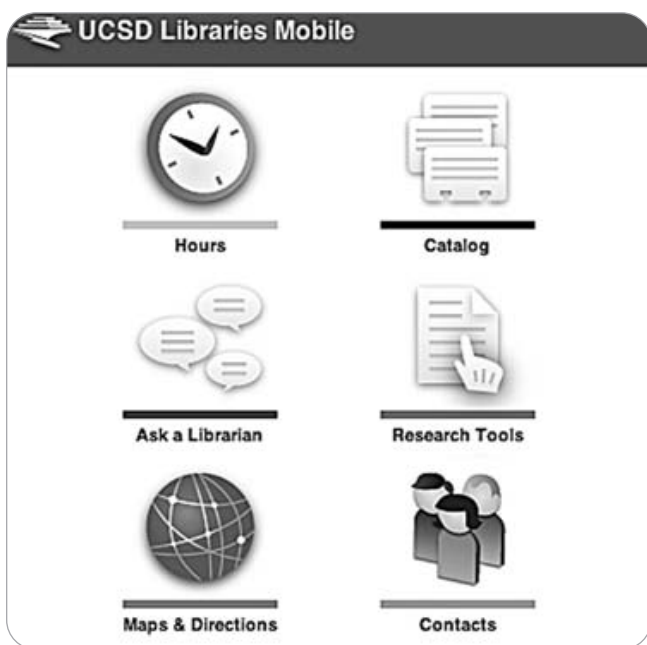 UCSD Libraries Mobile
Hours
Catalog
Ask a Librarian
Research Tools
Maps & Directions
Contacts